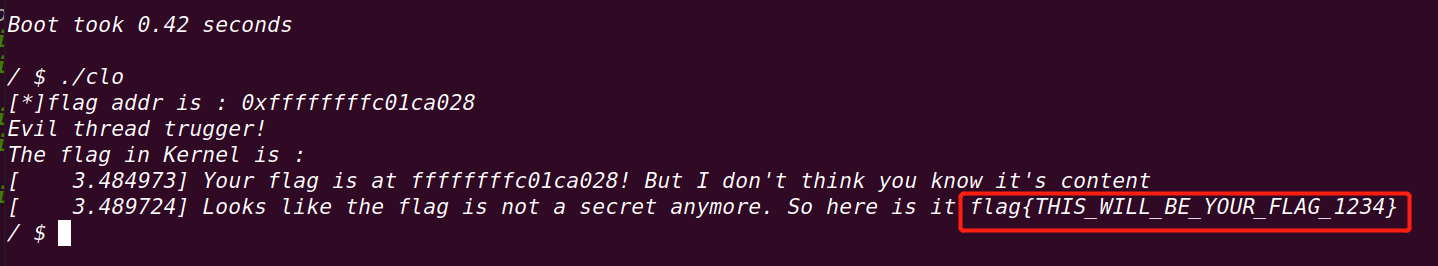 Boot took 0.42 seconds
/ $ ./clo
[*]flag addr is : 0xffffffffc01ca028
Evil thread trugger!
The flag in Kernel is :
[    3.484973] Your flag is at ffffffffc01ca028! But I don't think you know it's content
[    3.489724] Looks like the flag is not a secret anymore. So here is it flag{THIS_WILL_BE_YOUR_FLAG_1234}
/ $